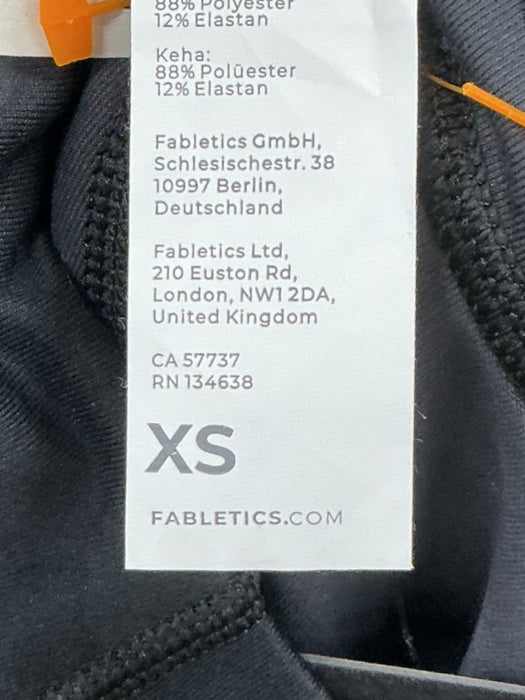 88% Polyester
12% Elastan
Keha:
88% Polüester
12% Elastan
Fabletics GmbH,
Schlesischestr. 38
10997 Berlin,
Deutschland
Fabletics Ltd,
210 Euston Rd,
London, NW1 2DA,
United Kingdom
CA 57737
RN 134638
XS
FABLETICS.COM